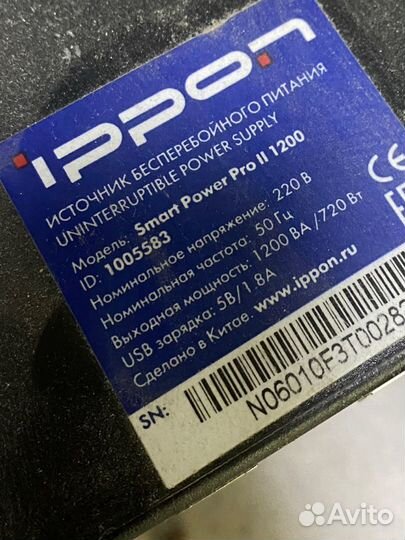 IPPON
ИСТОЧНИК БЕСПЕРЕБОЙНОГО ПИТАНИЯ
UNINTERRUPTIBLE POWER SUPPLY
Модель: Smart Power Pro II 1200
ID: 1005583
Номинальное напряжение: 220 В
Номинальная частота: 50 Гц
Выходная мощность: 1200 ВА /720 Вт
USB зарядка: 5В/1.8А
Сделано в Китае www.ippon.ru
CE
SN:
N06010F3T0028
Avito